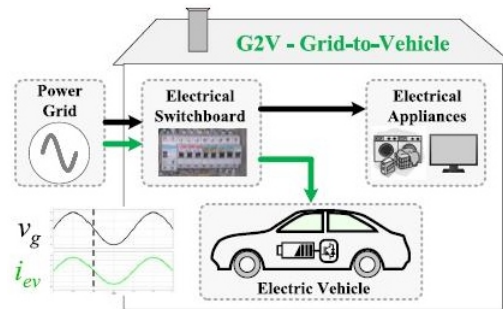 G2V - Grid-to-Vehicle
Power
Grid
Electrical
Switchboard
Electrical
Appliances
v_g
i_ev
Electric Vehicle